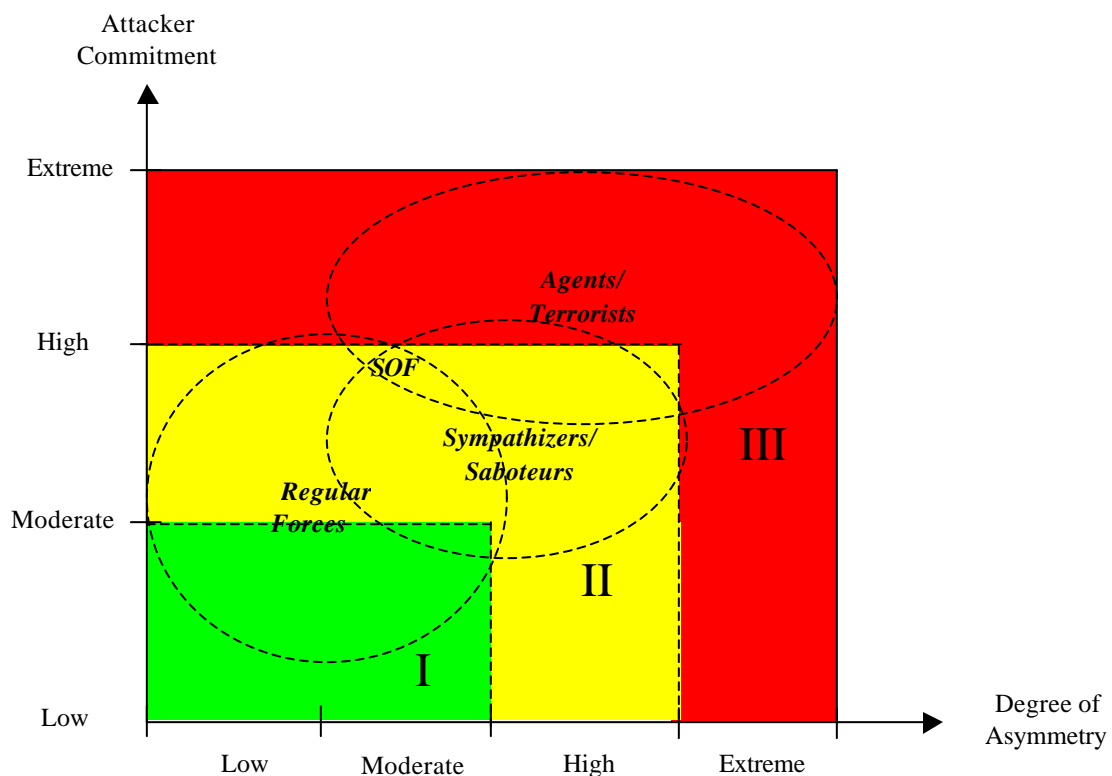 Attacker
Commitment
Extreme
Agents/
Terrorists
High
SOF
Sympathizers/
Saboteurs
III
Regular
Forces
Moderate
II
I
Low
Degree of
Asymmetry
Low
Moderate
High
Extreme